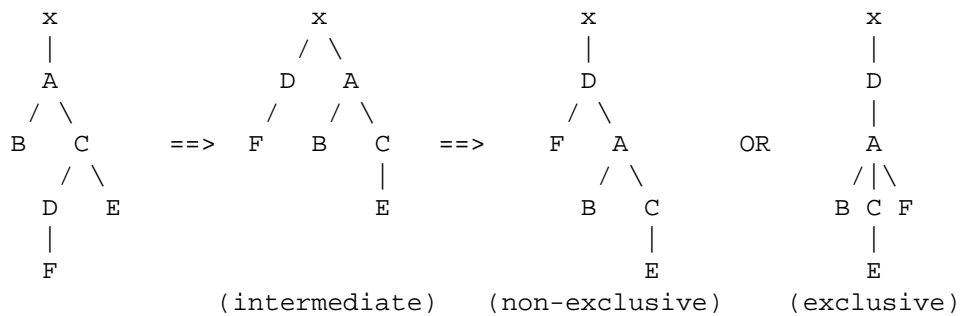 x x x x
| / \ | |
A D A D D
/ \ / / \ / \ |
B C ==> F B C ==> F A OR A
/ \ | / \ /|\
D E E B C B C F
| | |
F E E
(intermediate) (non-exclusive) (exclusive)